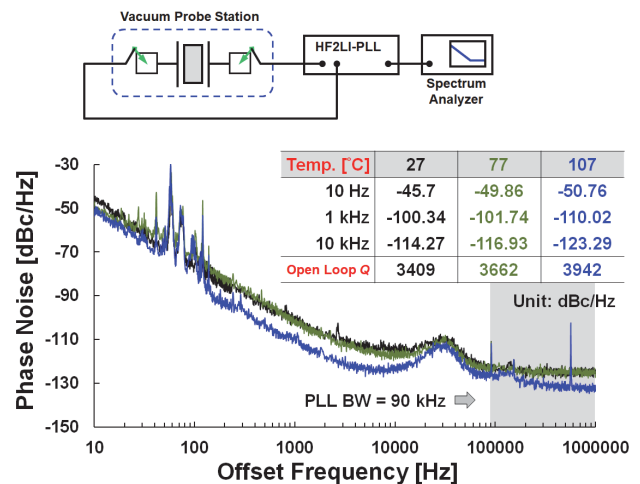 Vacuum Probe Station
HF2LI-PLL
Spectrum
Analyzer
Temp. [°C] 27 77 107
10 Hz -45.7 -49.86 -50.76
1 kHz -100.34 -101.74 -110.02
10 kHz -114.27 -116.93 -123.29
Open Loop Q 3409 3662 3942
Unit: dBc/Hz
PLL BW = 90 kHz
Phase Noise [dBc/Hz]
-30
-50
-70
-90
-110
-130
-150
10 100 1000 10000 100000 1000000
Offset Frequency [Hz]